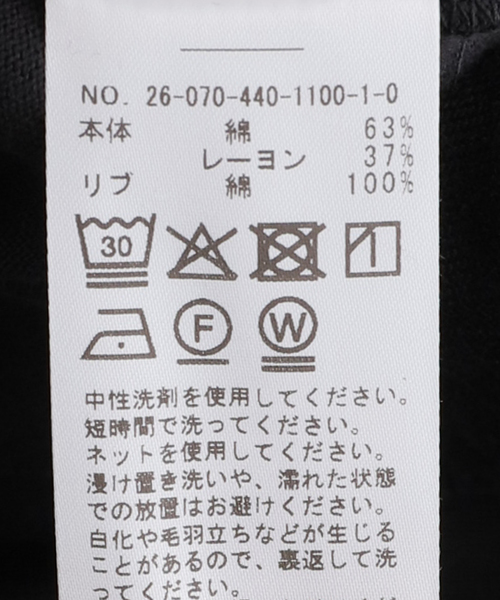 NO. 26-070-440-1100-1-0
本体 綿 63%
レーヨン 37%
リブ 綿 100%
30
F W
中性洗剤を使用してください。
短時間で洗ってください。
ネットを使用してください。
浸け置き洗いや、濡れた状態
での放置はお避けください。
白化や毛羽立ちなどが生じる
ことがあるので、裏返して洗
ってください。